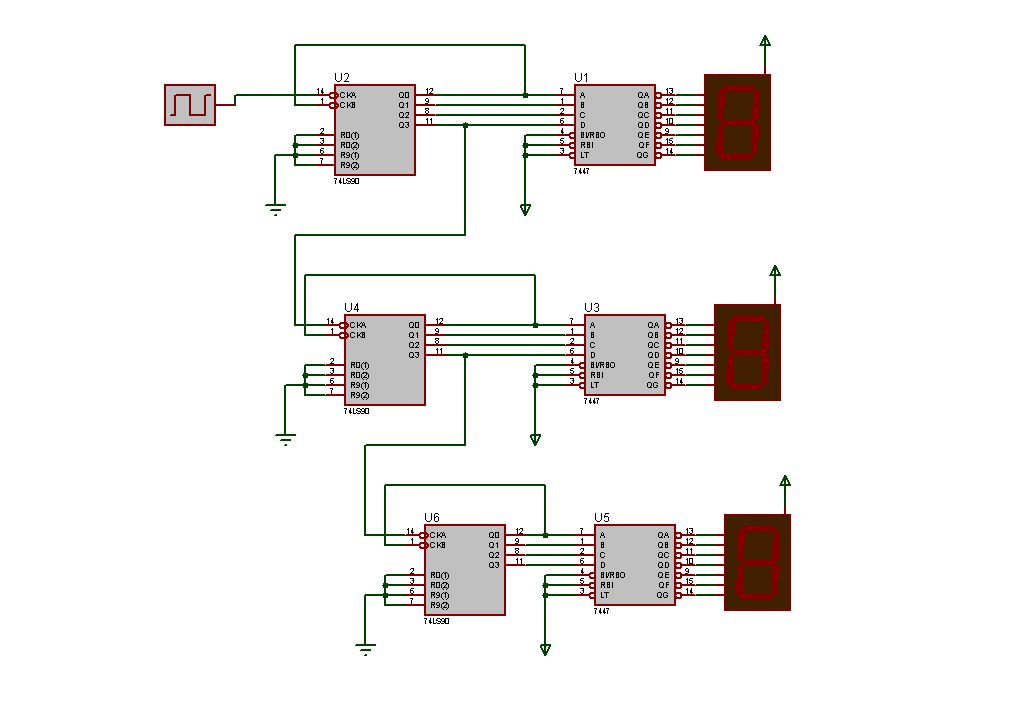 U2
U1
14 CKA Q0 12 7 A QA 13
1 CKB Q1 9 1 B QB 12
Q2 8 2 C QC 11
Q3 11 6 D QD 10
4 BI/RBO QE 9
2 R0(1) 5 RBI QF 15
3 R0(2) 3 LT QG 14
6 R9(1)
7 R9(2)
74LS90
7447
U4
U3
14 CKA Q0 12 7 A QA 13
1 CKB Q1 9 1 B QB 12
Q2 8 2 C QC 11
Q3 11 6 D QD 10
4 BI/RBO QE 9
2 R0(1) 5 RBI QF 15
3 R0(2) 3 LT QG 14
6 R9(1)
7 R9(2)
74LS90
7447
U6
U5
14 CKA Q0 12 7 A QA 13
1 CKB Q1 9 1 B QB 12
Q2 8 2 C QC 11
Q3 11 6 D QD 10
4 BI/RBO QE 9
2 R0(1) 5 RBI QF 15
3 R0(2) 3 LT QG 14
6 R9(1)
7 R9(2)
74LS90
7447